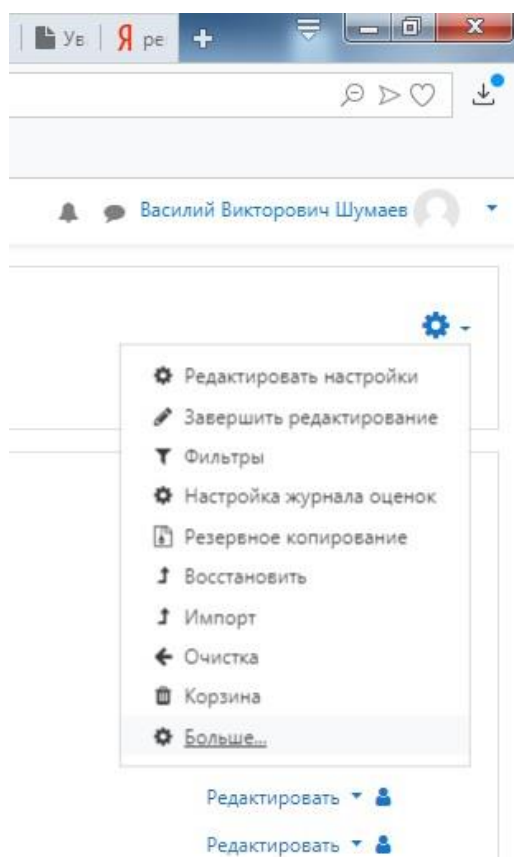 Ув Я ре
Василий Викторович Шумаев
Редактировать настройки
Завершить редактирование
Фильтры
Настройка журнала оценок
Резервное копирование
Восстановить
Импорт
Очистка
Корзина
Больше...
Редактировать
Редактировать